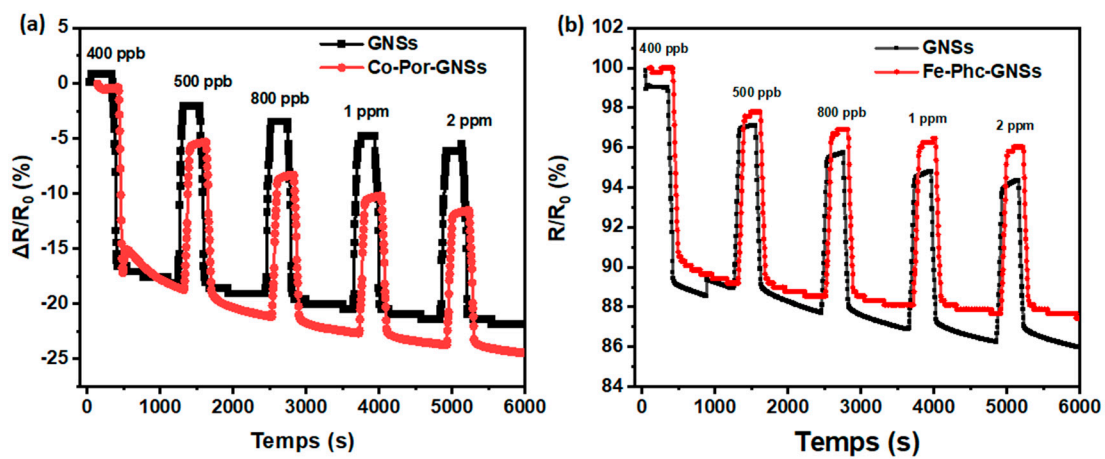 (a)
GNSs
Co-Por-GNSs
400 ppb
500 ppb
800 ppb
1 ppm
2 ppm
5
0
-5
-10
-15
-20
-25
ΔR/R0 (%)
0 1000 2000 3000 4000 5000 6000
Temps (s)
(b)
GNSs
Fe-Phc-GNSs
400 ppb
500 ppb
800 ppb
1 ppm
2 ppm
102
100
98
96
94
92
90
88
86
84
R/R0 (%)
0 1000 2000 3000 4000 5000 6000
Temps (s)